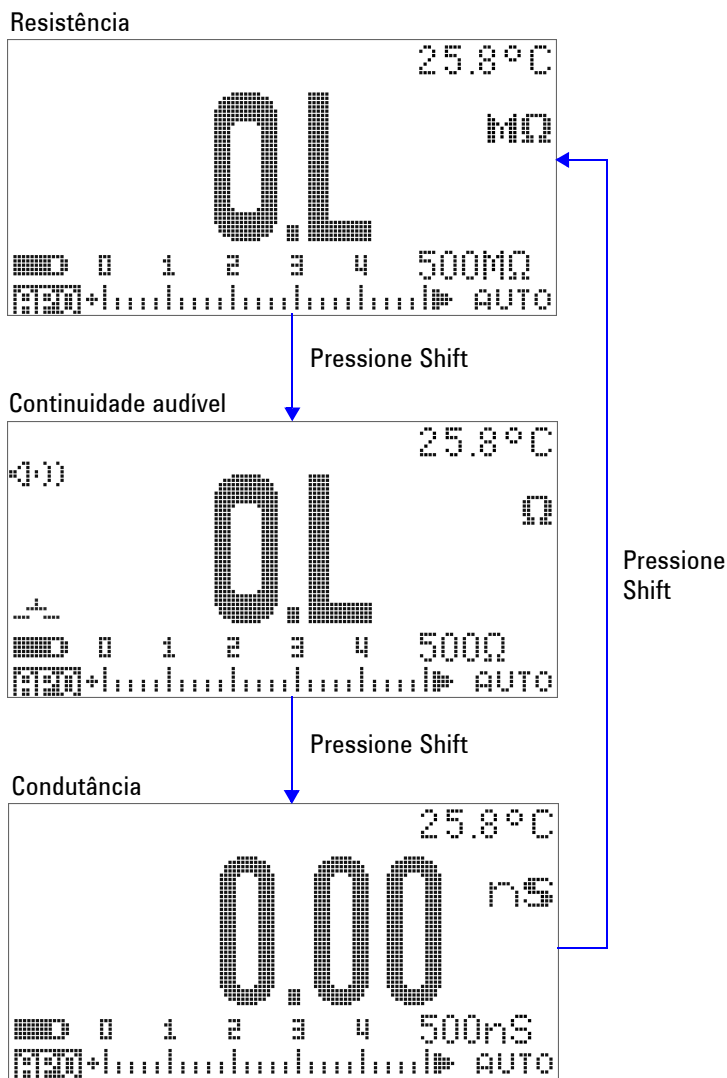 Resistência
25.8°C
0.L
MΩ
0 1 2 3 4 500MΩ
AUTO
Pressione Shift
Continuidade audível
25.8°C
Ω
0.L
0 1 2 3 4 500Ω
AUTO
Pressione
Shift
Pressione Shift
Condutância
25.8°C
0.00
nS
0 1 2 3 4 500nS
AUTO